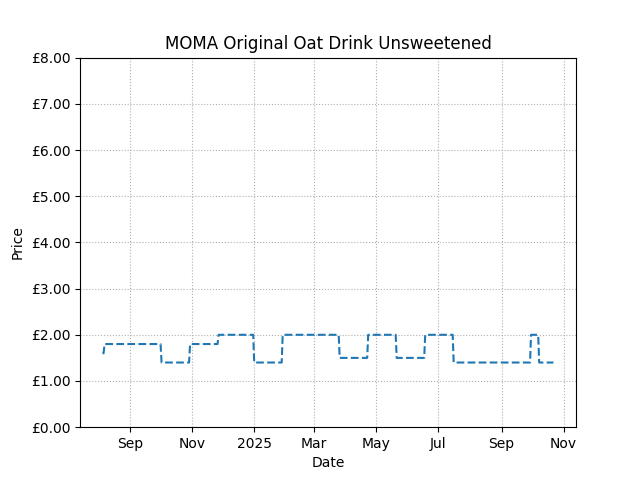 MOMA Original Oat Drink Unsweetened
£8.00
£7.00
£6.00
£5.00
£4.00
£3.00
£2.00
£1.00
£0.00
Price
Sep Nov 2025 Mar May Jul Sep Nov
Date